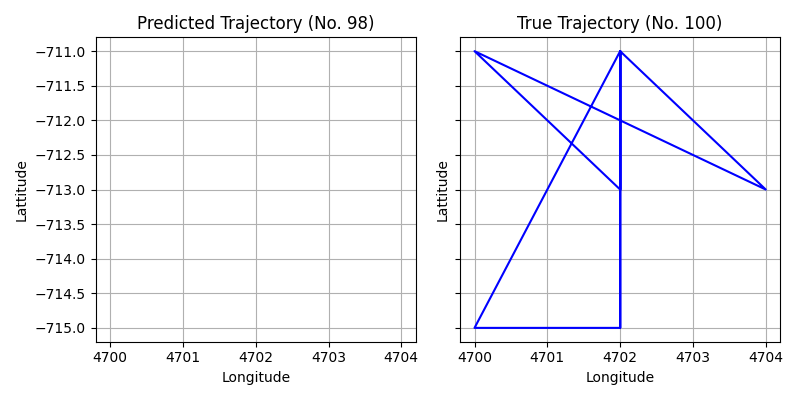 Predicted Trajectory (No. 98)
True Trajectory (No. 100)
−711.0
−711.5
−712.0
−712.5
−713.0
−713.5
−714.0
−714.5
−715.0
Lattitude
Lattitude
4700 4701 4702 4703 4704
4700 4701 4702 4703 4704
Longitude
Longitude